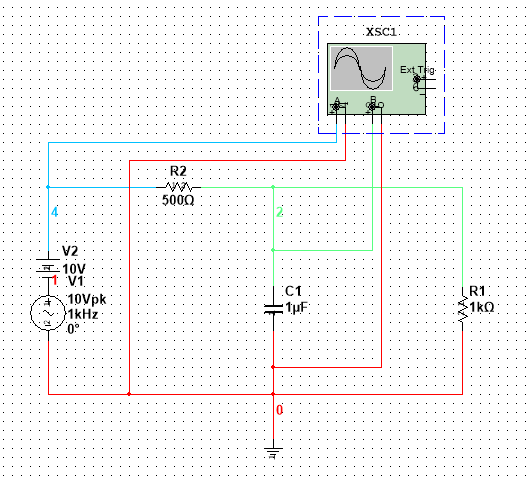 XSC1
Ext Trig
+
-
A
B
+
-
+
-
R2
500Ω
4
2
V2
10V
1
V1
10Vpk
1kHz
0°
C1
1µF
R1
1kΩ
0